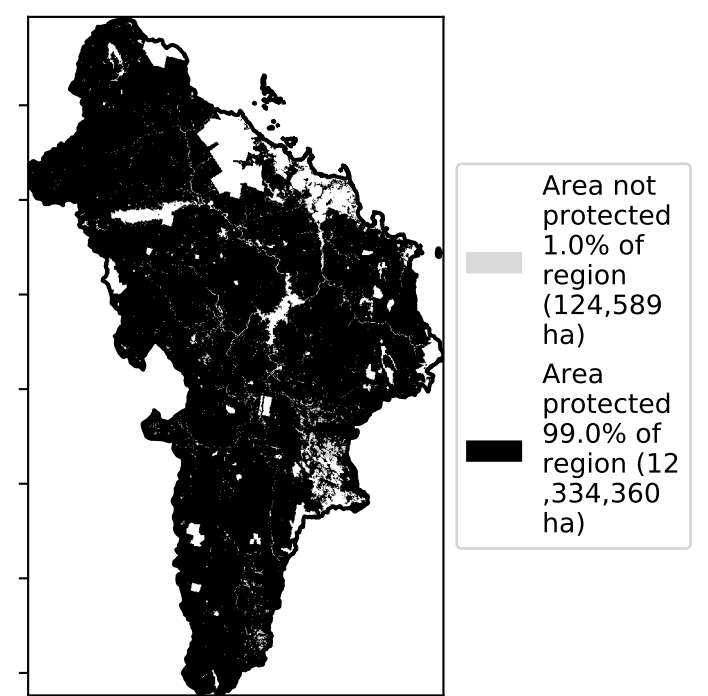 Area not
protected
1.0% of
region
(124,589
ha)
Area
protected
99.0% of
region (12
,334,360
ha)